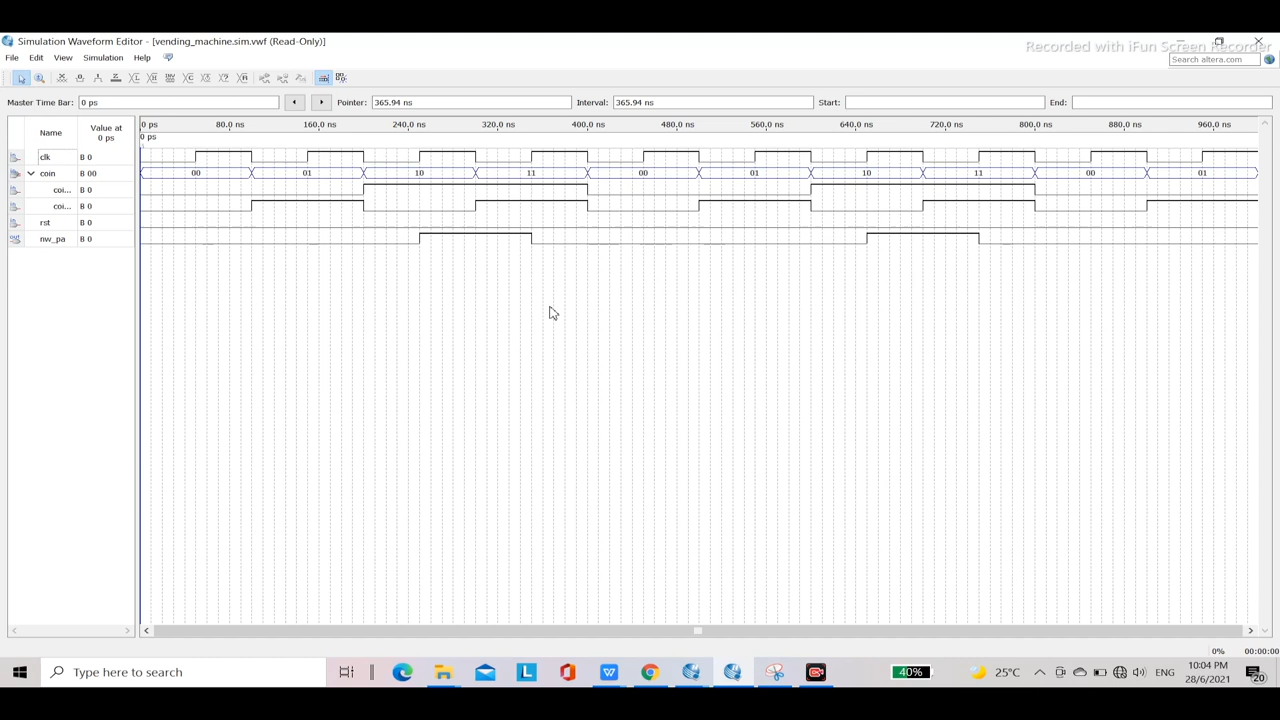 Simulation Waveform Editor - [vending_machine.sim.vwf (Read-Only)]
Recorded with iFun Screen Recorder
File Edit View Simulation Help
Search altera.com
Master Time Bar: 0 ps Pointer: 365.94 ns Interval: 365.94 ns Start: End:
Name Value at 0 ps
0 ps 80.0 ns 160.0 ns 240.0 ns 320.0 ns 400.0 ns 480.0 ns 560.0 ns 640.0 ns 720.0 ns 800.0 ns 880.0 ns 960.0 ns
0 ps
clk B 0
coin B 00 00 01 10 11 00 01 10 11 00 01
coi... B 0
coi... B 0
rst B 0
nw_pa B 0
0% 00:00:00
Type here to search
40%
25°C
ENG
10:04 PM
28/6/2021
20